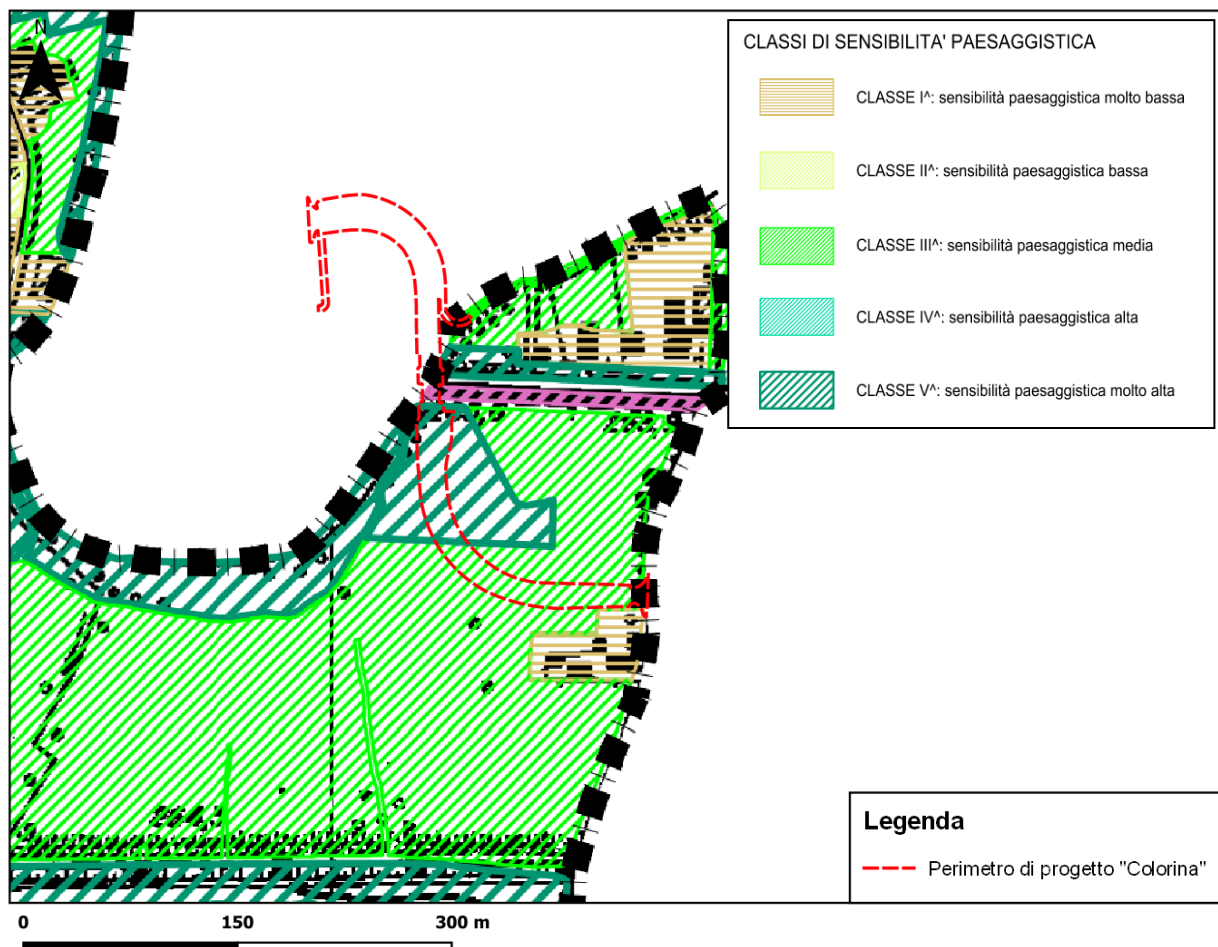 N
CLASSI DI SENSIBILITA' PAESAGGISTICA
CLASSE I^: sensibilità paesaggistica molto bassa
CLASSE II^: sensibilità paesaggistica bassa
CLASSE III^: sensibilità paesaggistica media
CLASSE IV^: sensibilità paesaggistica alta
CLASSE V^: sensibilità paesaggistica molto alta
Legenda
Perimetro di progetto "Colorina"
0 150 300 m